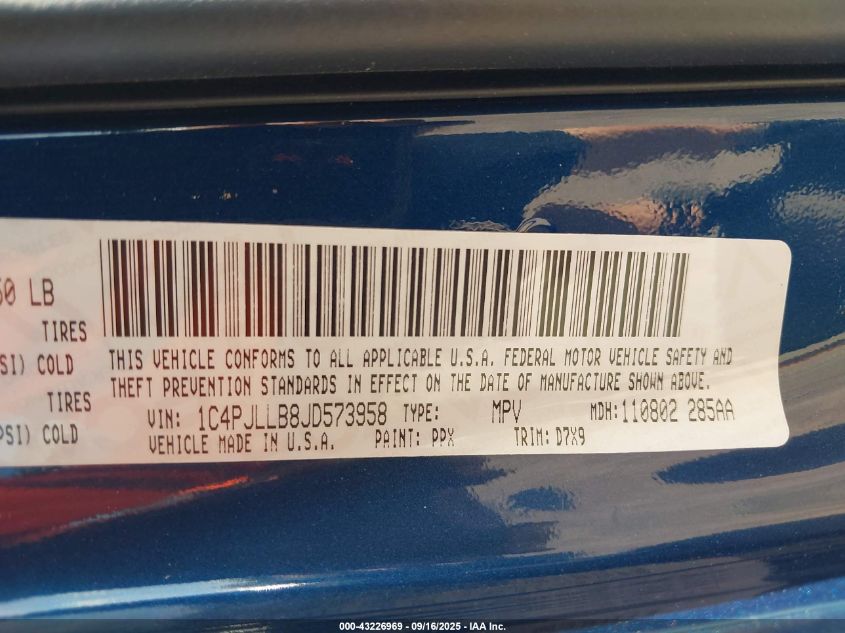 50 LB
TIRES
SI) COLD
TIRES
PSI) COLD
THIS VEHICLE CONFORMS TO ALL APPLICABLE U.S.A. FEDERAL MOTOR VEHICLE SAFETY AND
THEFT PREVENTION STANDARDS IN EFFECT ON THE DATE OF MANUFACTURE SHOWN ABOVE.
VIN: 1C4PJLLB8JD573958 TYPE: MPV MDH: 110802 285AA
VEHICLE MADE IN U.S.A. PAINT: PPX TRIM: D7X9
000-43226969 - 09/16/2025 - IAA Inc.